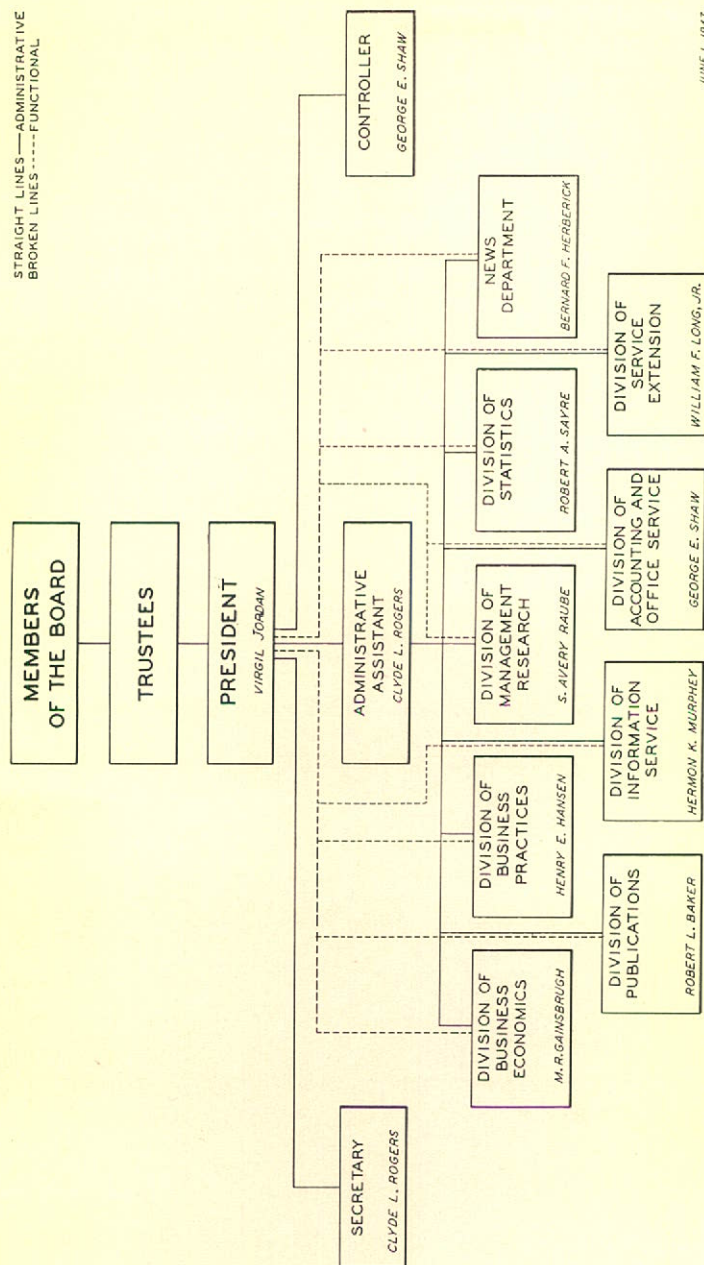 STRAIGHT LINES——ADMINISTRATIVE
BROKEN LINES-----FUNCTIONAL
MEMBERS
OF THE BOARD
TRUSTEES
PRESIDENT
VIRGIL JORDAN
SECRETARY
CLYDE L. ROGERS
ADMINISTRATIVE
ASSISTANT
CLYDE L. ROGERS
CONTROLLER
GEORGE E. SHAW
DIVISION OF
BUSINESS
ECONOMICS
M.R.GAINSBRUGH
DIVISION OF
BUSINESS
PRACTICES
HENRY E. HANSEN
DIVISION OF
MANAGEMENT
RESEARCH
S. AVERY RAUBE
DIVISION OF
STATISTICS
ROBERT A. SAYRE
NEWS
DEPARTMENT
BERNARD F. HERBERICK
DIVISION OF
PUBLICATIONS
ROBERT L. BAKER
DIVISION OF
INFORMATION
SERVICE
HERMON K. MURPHEY
DIVISION OF
ACCOUNTING AND
OFFICE SERVICE
GEORGE E. SHAW
DIVISION OF
SERVICE
EXTENSION
WILLIAM F. LONG, JR.
JUNE 1, 1947